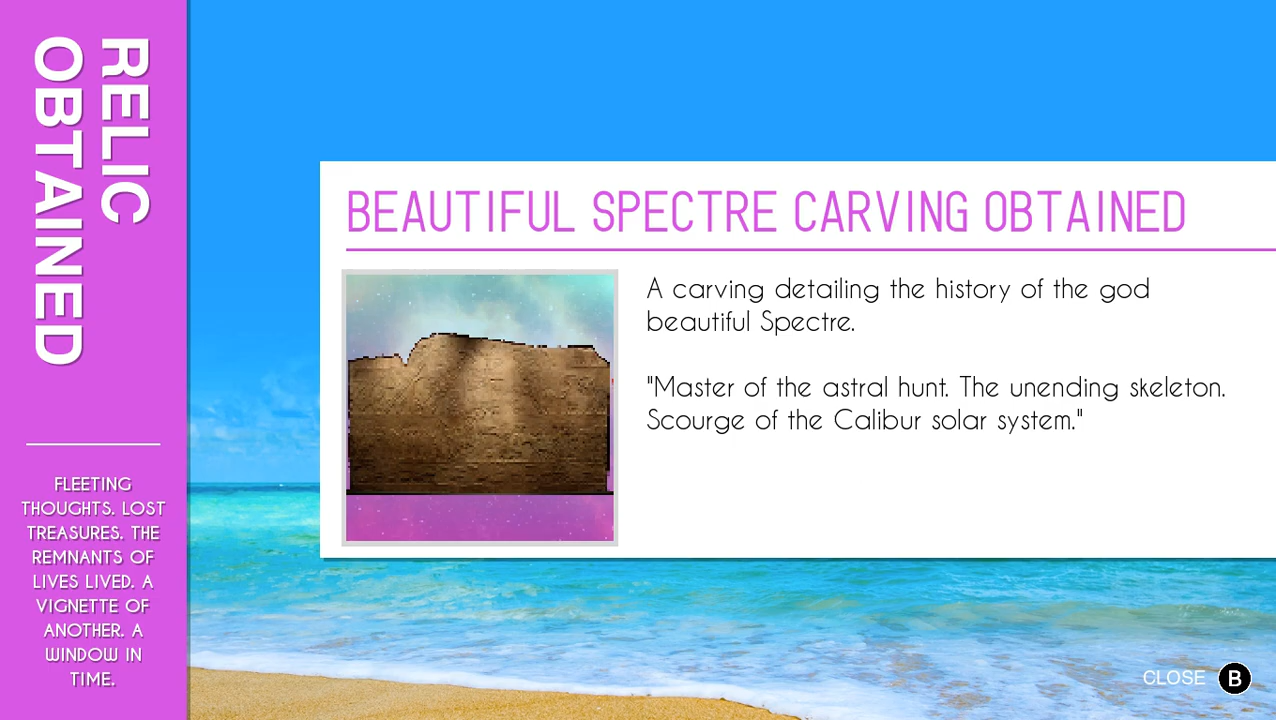 RELIC
OBTAINED
FLEETING
THOUGHTS. LOST
TREASURES. THE
REMNANTS OF
LIVES LIVED. A
VIGNETTE OF
ANOTHER. A
WINDOW IN
TIME.
BEAUTIFUL SPECTRE CARVING OBTAINED
A carving detailing the history of the god
beautiful Spectre.
"Master of the astral hunt. The unending skeleton.
Scourge of the Calibur solar system."
CLOSE B